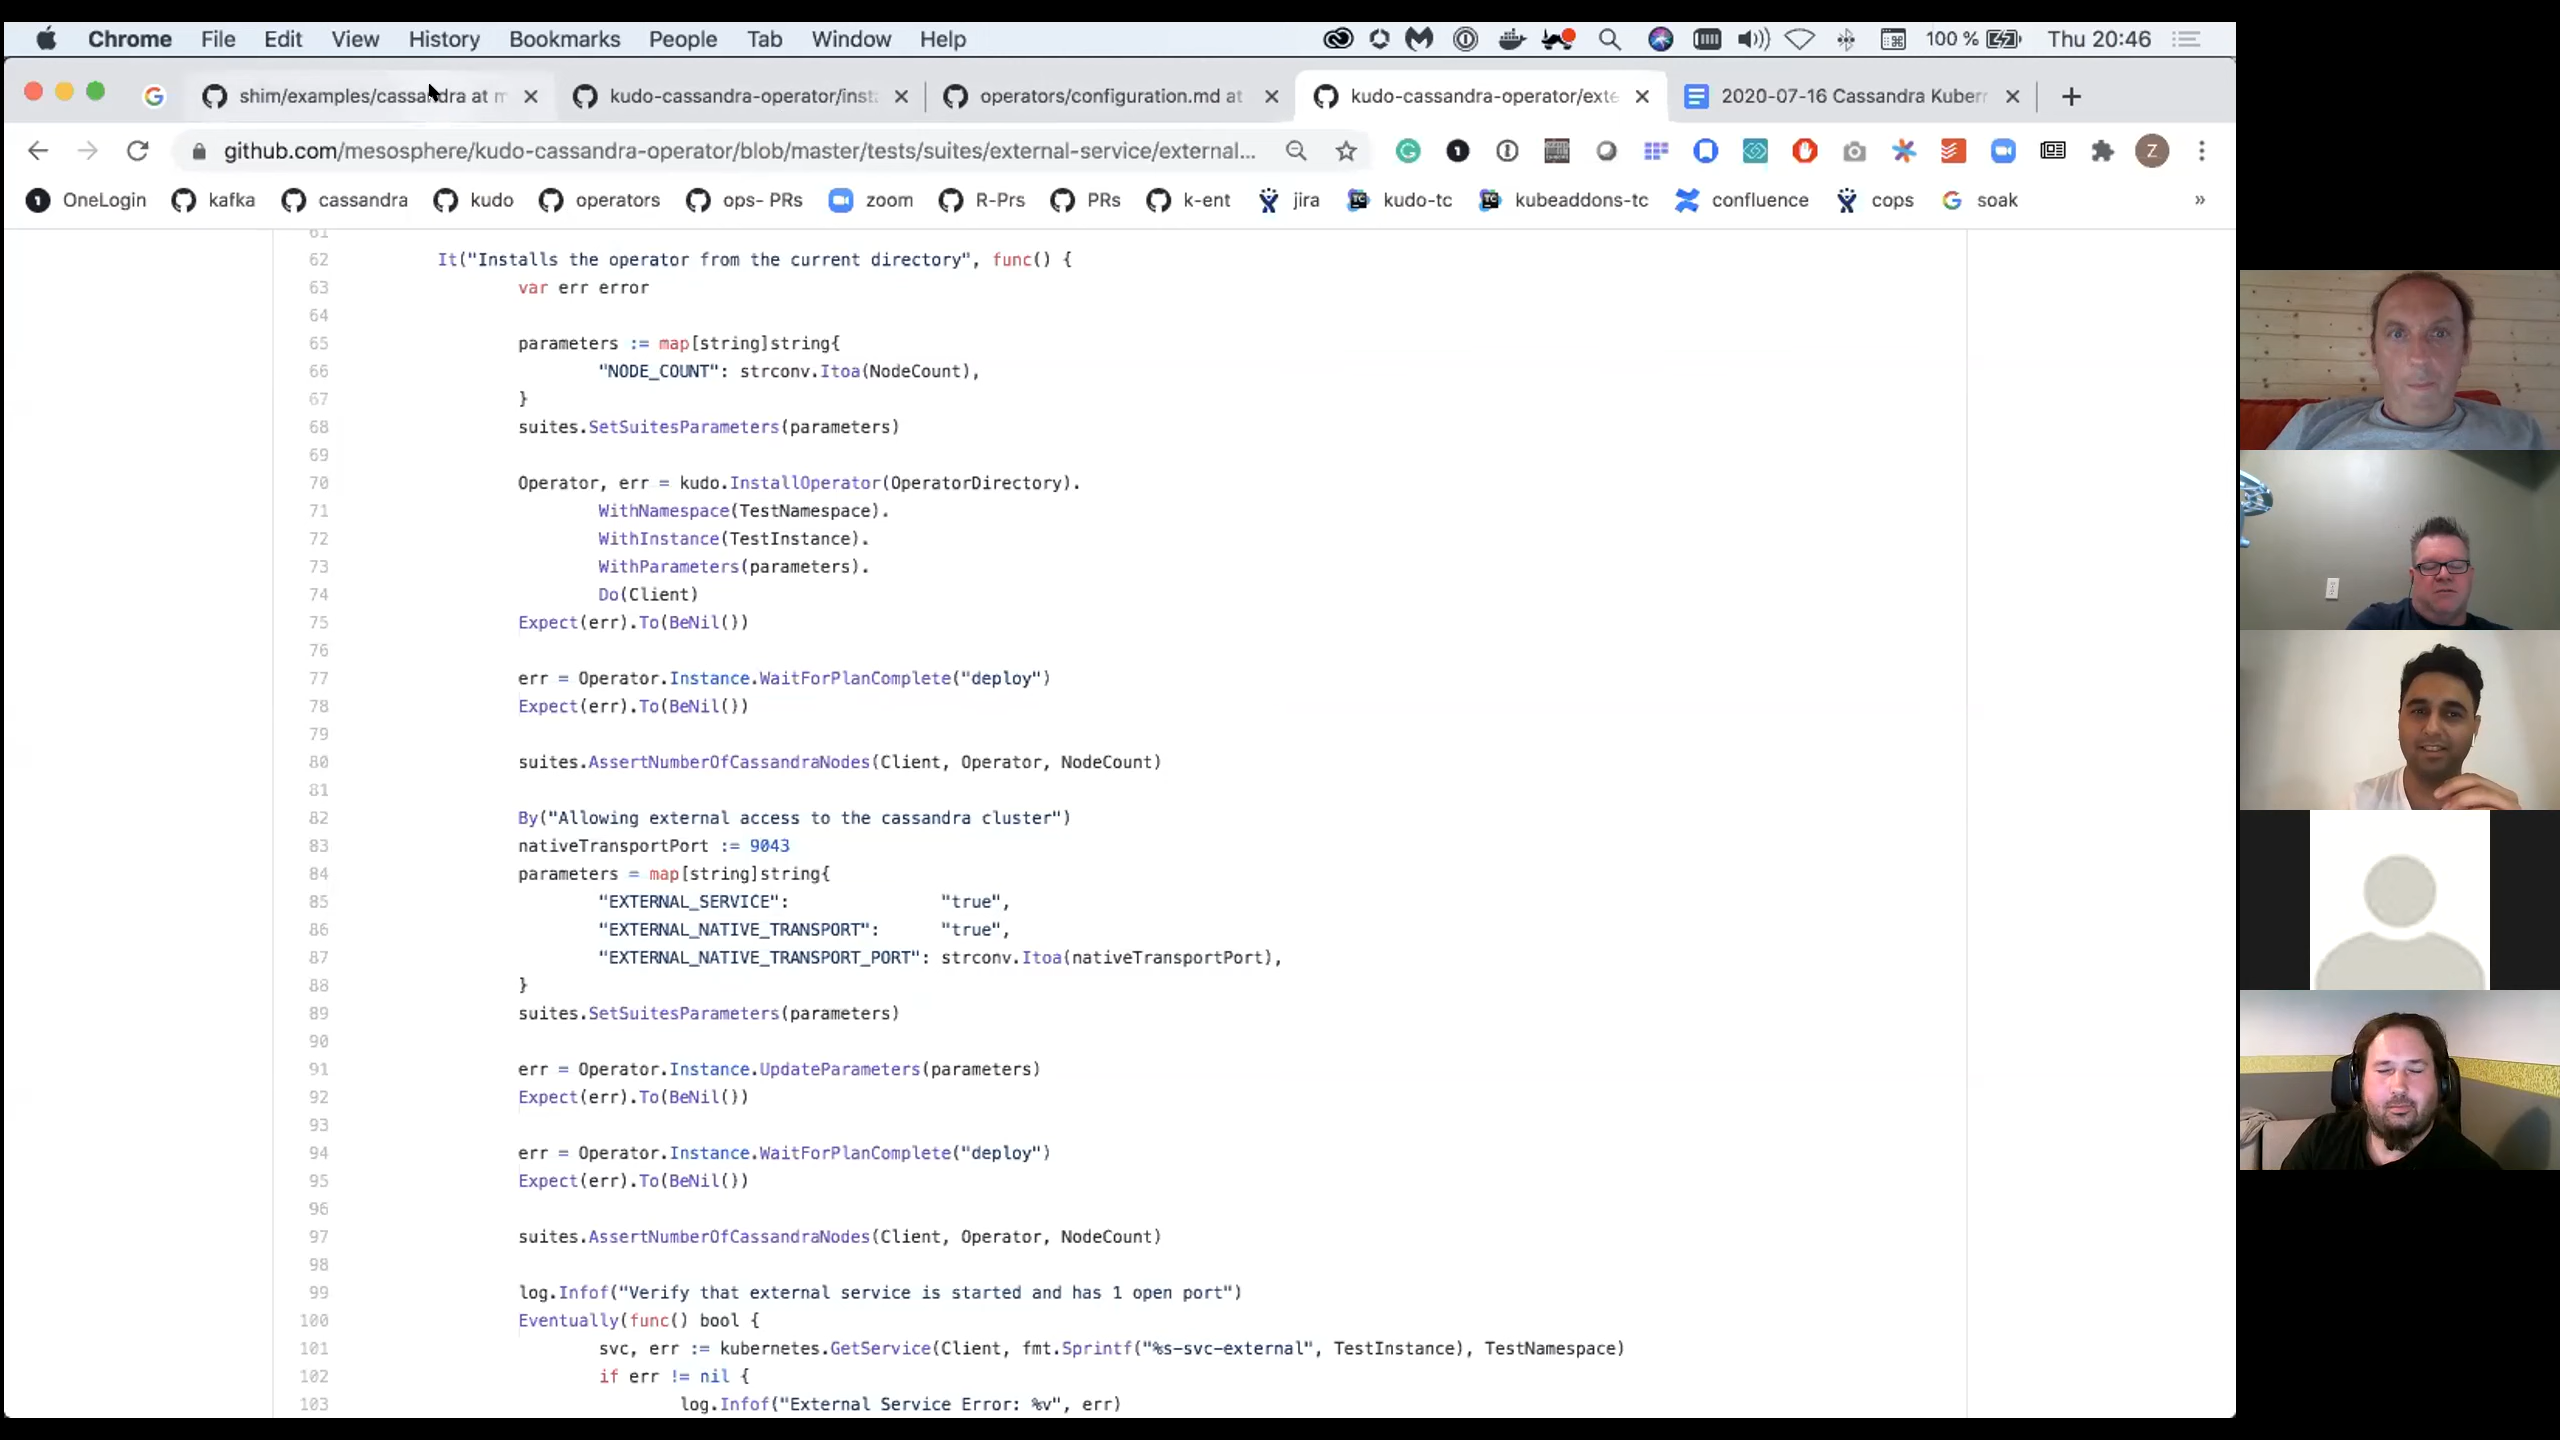 Chrome File Edit View History Bookmarks People Tab Window Help 100 % Thu 20:46
shim/examples/cassandra at m kudo-cassandra-operator/inst operators/configuration.md at kudo-cassandra-operator/exte 2020-07-16 Cassandra Kubern
github.com/mesosphere/kudo-cassandra-operator/blob/master/tests/suites/external-service/external... Z
OneLogin kafka cassandra kudo operators ops- PRs zoom R-Prs PRs k-ent jira kudo-tc kubeaddons-tc confluence cops soak »
61
62 It("Installs the operator from the current directory", func() {
63 var err error
64
65 parameters := map[string]string{
66 "NODE_COUNT": strconv.Itoa(NodeCount),
67 }
68 suites.SetSuitesParameters(parameters)
69
70 Operator, err = kudo.InstallOperator(OperatorDirectory).
71 WithNamespace(TestNamespace).
72 WithInstance(TestInstance).
73 WithParameters(parameters).
74 Do(Client)
75 Expect(err).To(BeNil())
76
77 err = Operator.Instance.WaitForPlanComplete("deploy")
78 Expect(err).To(BeNil())
79
80 suites.AssertNumberOfCassandraNodes(Client, Operator, NodeCount)
81
82 By("Allowing external access to the cassandra cluster")
83 nativeTransportPort := 9043
84 parameters = map[string]string{
85 "EXTERNAL_SERVICE": "true",
86 "EXTERNAL_NATIVE_TRANSPORT": "true",
87 "EXTERNAL_NATIVE_TRANSPORT_PORT": strconv.Itoa(nativeTransportPort),
88 }
89 suites.SetSuitesParameters(parameters)
90
91 err = Operator.Instance.UpdateParameters(parameters)
92 Expect(err).To(BeNil())
93
94 err = Operator.Instance.WaitForPlanComplete("deploy")
95 Expect(err).To(BeNil())
96
97 suites.AssertNumberOfCassandraNodes(Client, Operator, NodeCount)
98
99 log.Infof("Verify that external service is started and has 1 open port")
100 Eventually(func() bool {
101 svc, err := kubernetes.GetService(Client, fmt.Sprintf("%s-svc-external", TestInstance), TestNamespace)
102 if err != nil {
103 log.Infof("External Service Error: %v", err)